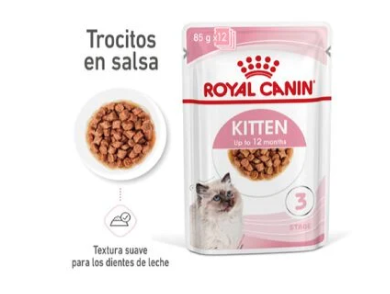 Trocitos
en salsa
85 g x12
ROYAL CANIN
KITTEN
Up to 12 months
3
STAGE
Textura suave
para los dientes de leche